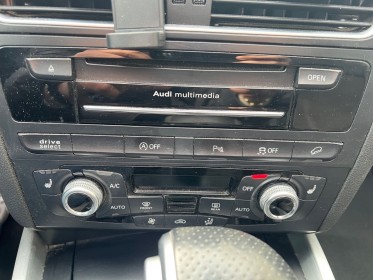 OPEN
Audi multimedia
drive select
OFF
P
OFF
A/C
OFF
AUTO
AUTO